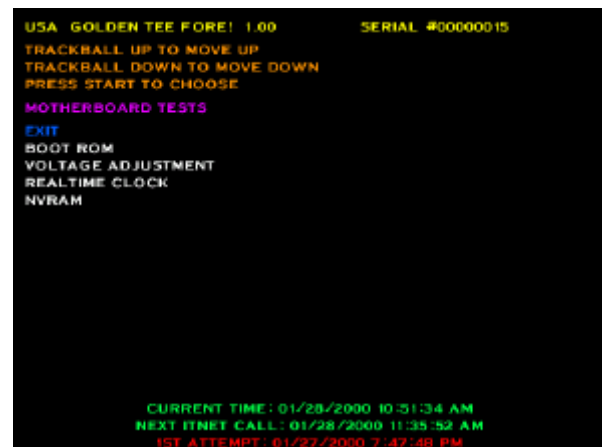 USA GOLDEN TEE FORE! 1.00 SERIAL #00000015
TRACKBALL UP TO MOVE UP
TRACKBALL DOWN TO MOVE DOWN
PRESS START TO CHOOSE
MOTHERBOARD TESTS
EXIT
BOOT ROM
VOLTAGE ADJUSTMENT
REALTIME CLOCK
NVRAM
CURRENT TIME: 01/28/2000 10:51:34 AM
NEXT ITNET CALL: 01/28/2000 11:35:52 AM
1ST ATTEMPT: 01/27/2000 7:47:48 PM